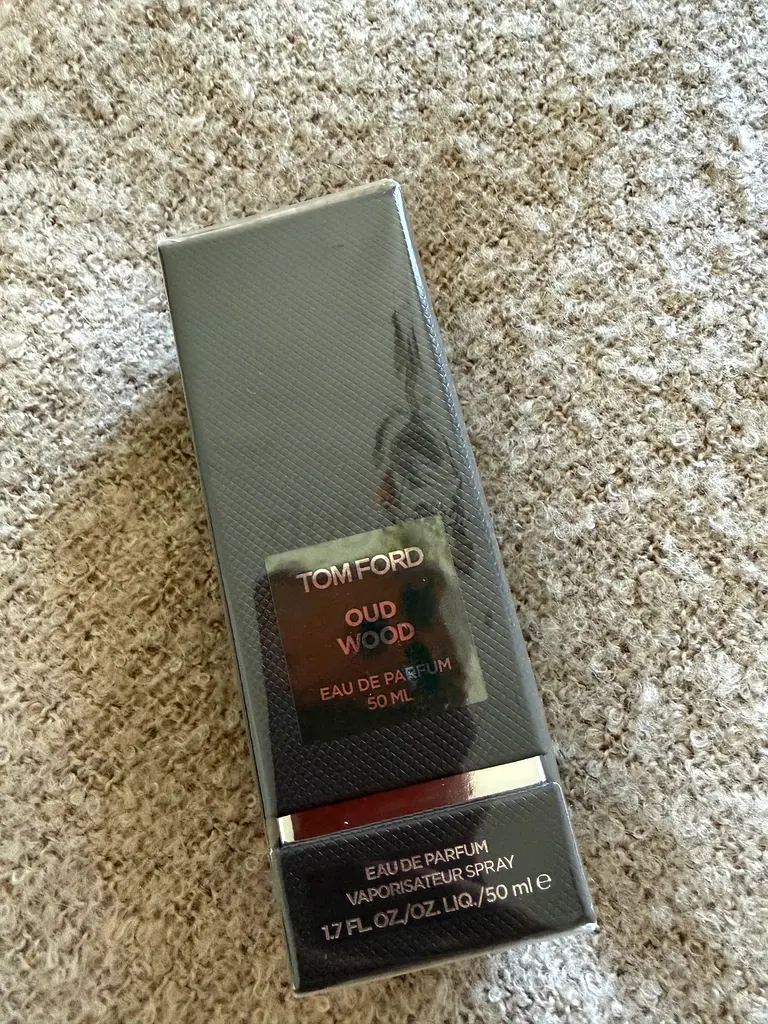 TOM FORD
OUD
WOOD
EAU DE PARFUM
50 ML
EAU DE PARFUM
VAPORISATEUR SPRAY
1.7 FL. OZ./OZ. LIQ./50 ml ℮